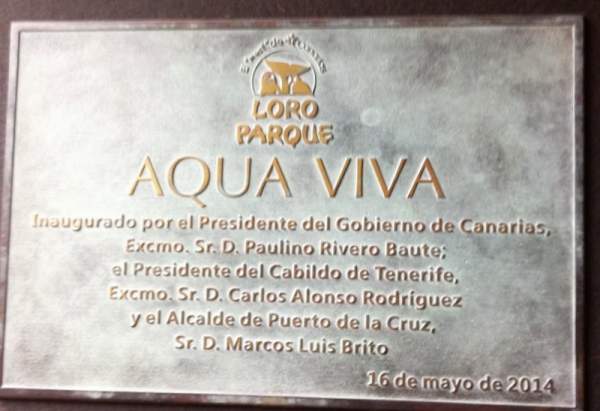 LORO
PARQUE
AQUA VIVA
Inaugurado por el Presidente del Gobierno de Canarias,
Excmo. Sr. D. Paulino Rivero Baute;
el Presidente del Cabildo de Tenerife,
Excmo. Sr. D. Carlos Alonso Rodríguez
y el Alcalde de Puerto de la Cruz,
Sr. D. Marcos Luis Brito
16 de mayo de 2014